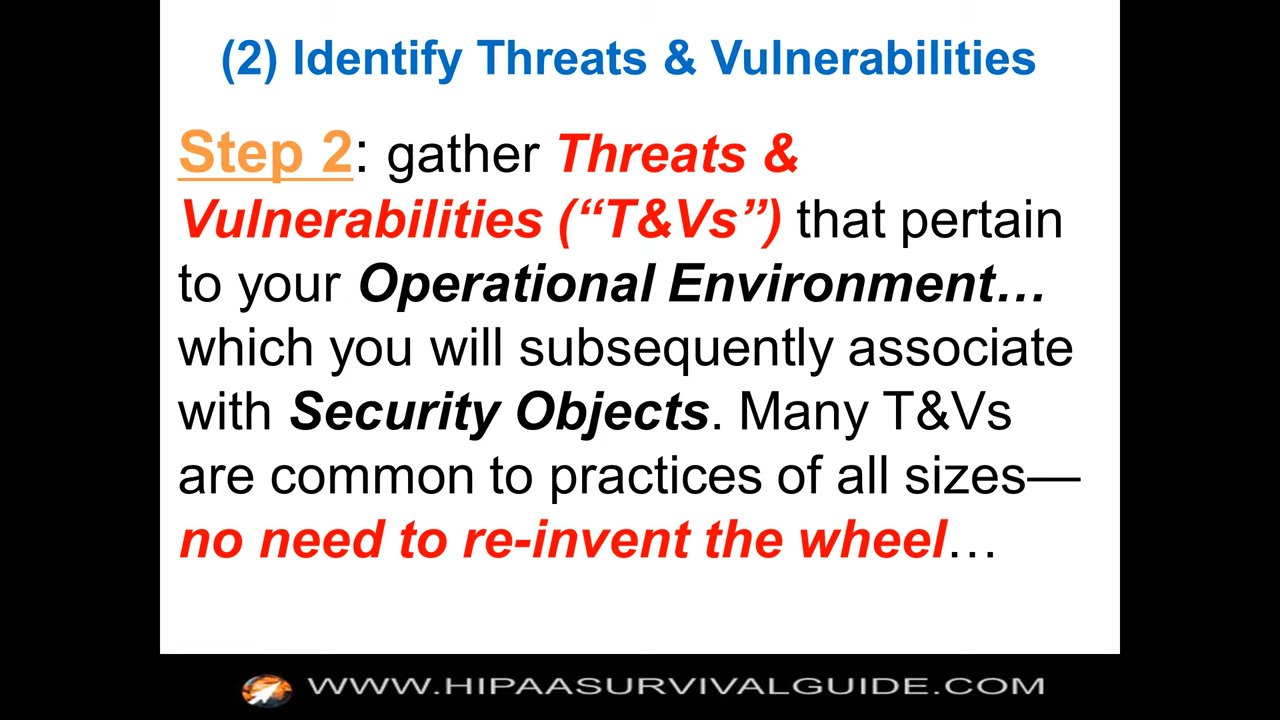 (2) Identify Threats & Vulnerabilities
Step 2: gather Threats &
Vulnerabilities (“T&Vs”) that pertain
to your Operational Environment…
which you will subsequently associate
with Security Objects. Many T&Vs
are common to practices of all sizes—
no need to re-invent the wheel…
WWW.HIPAASURVIVALGUIDE.COM